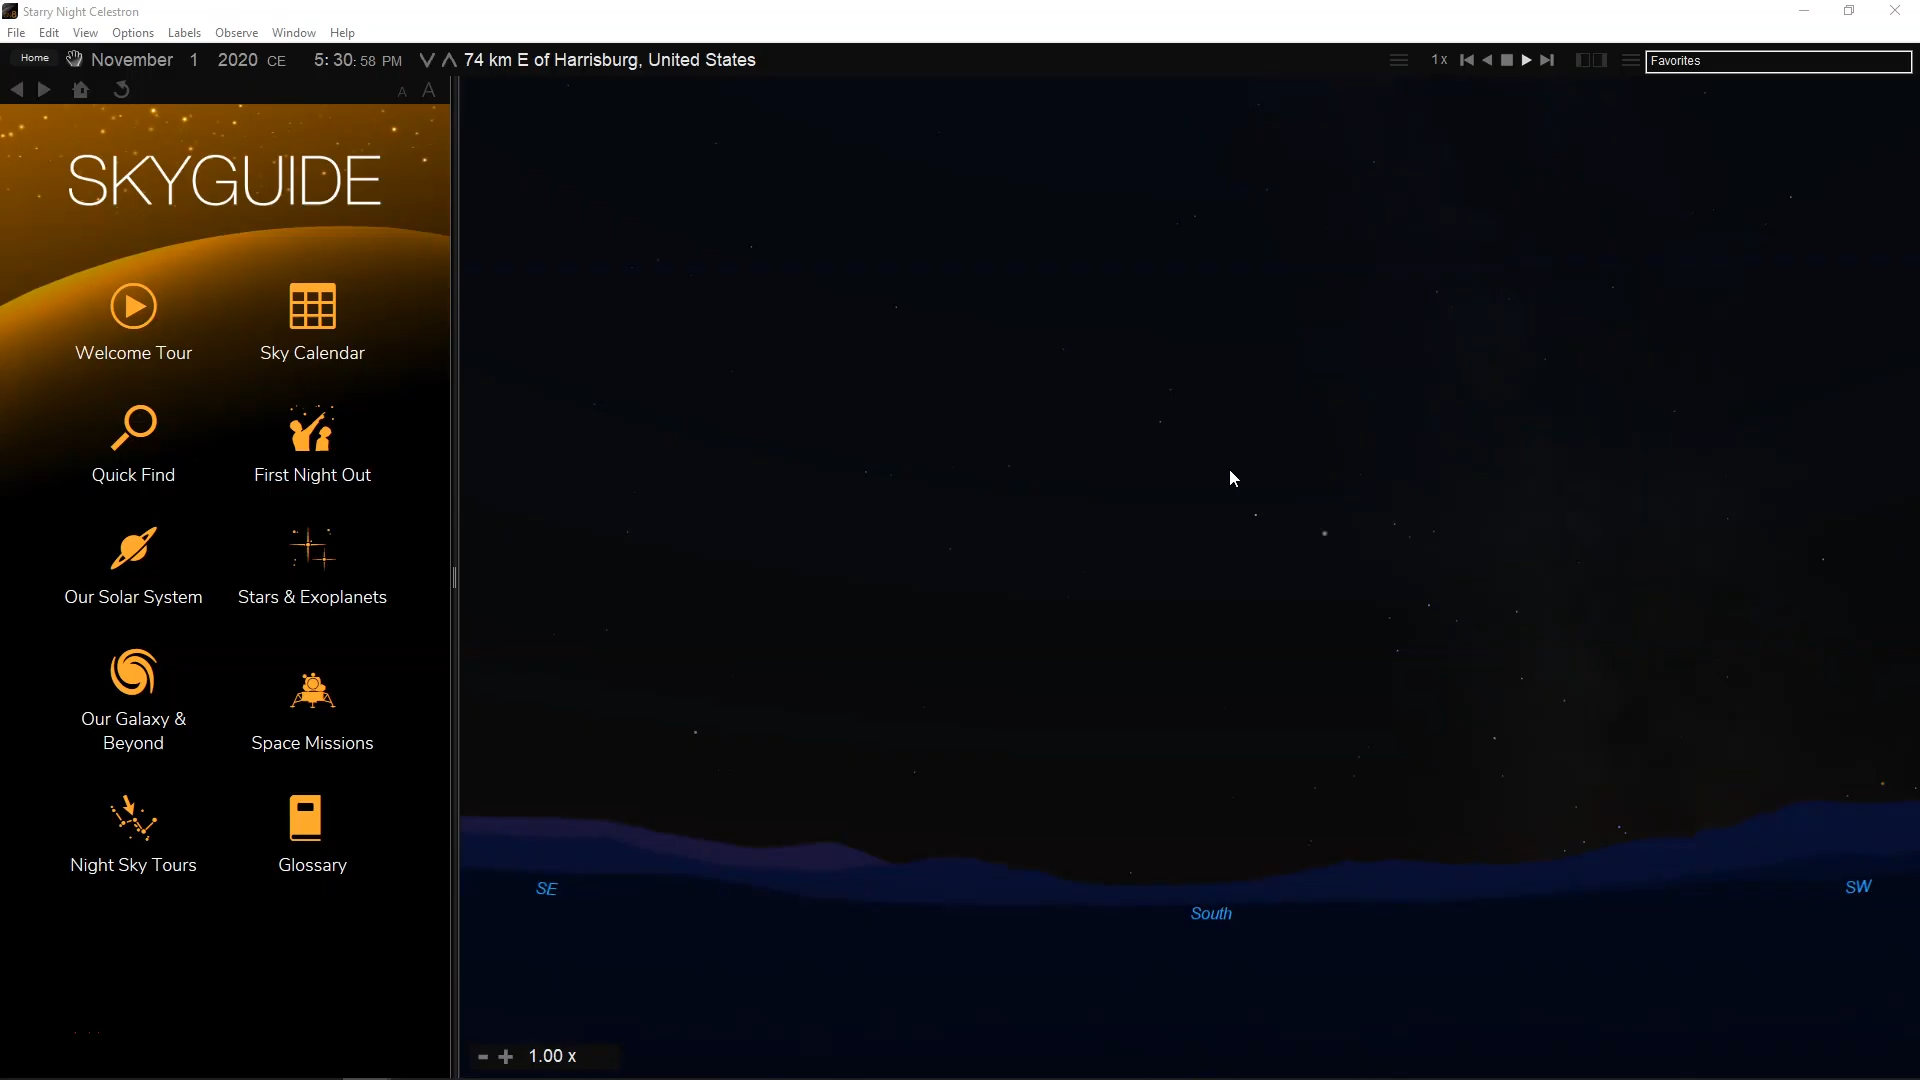 Starry Night Celestron
File Edit View Options Labels Observe Window Help
Home November 1 2020 CE 5:30:58 PM 74 km E of Harrisburg, United States 1x Favorites
A A
SKYGUIDE
Welcome Tour Sky Calendar
Quick Find First Night Out
Our Solar System Stars & Exoplanets
Our Galaxy &
Beyond Space Missions
Night Sky Tours Glossary
SE South SW
1.00 x